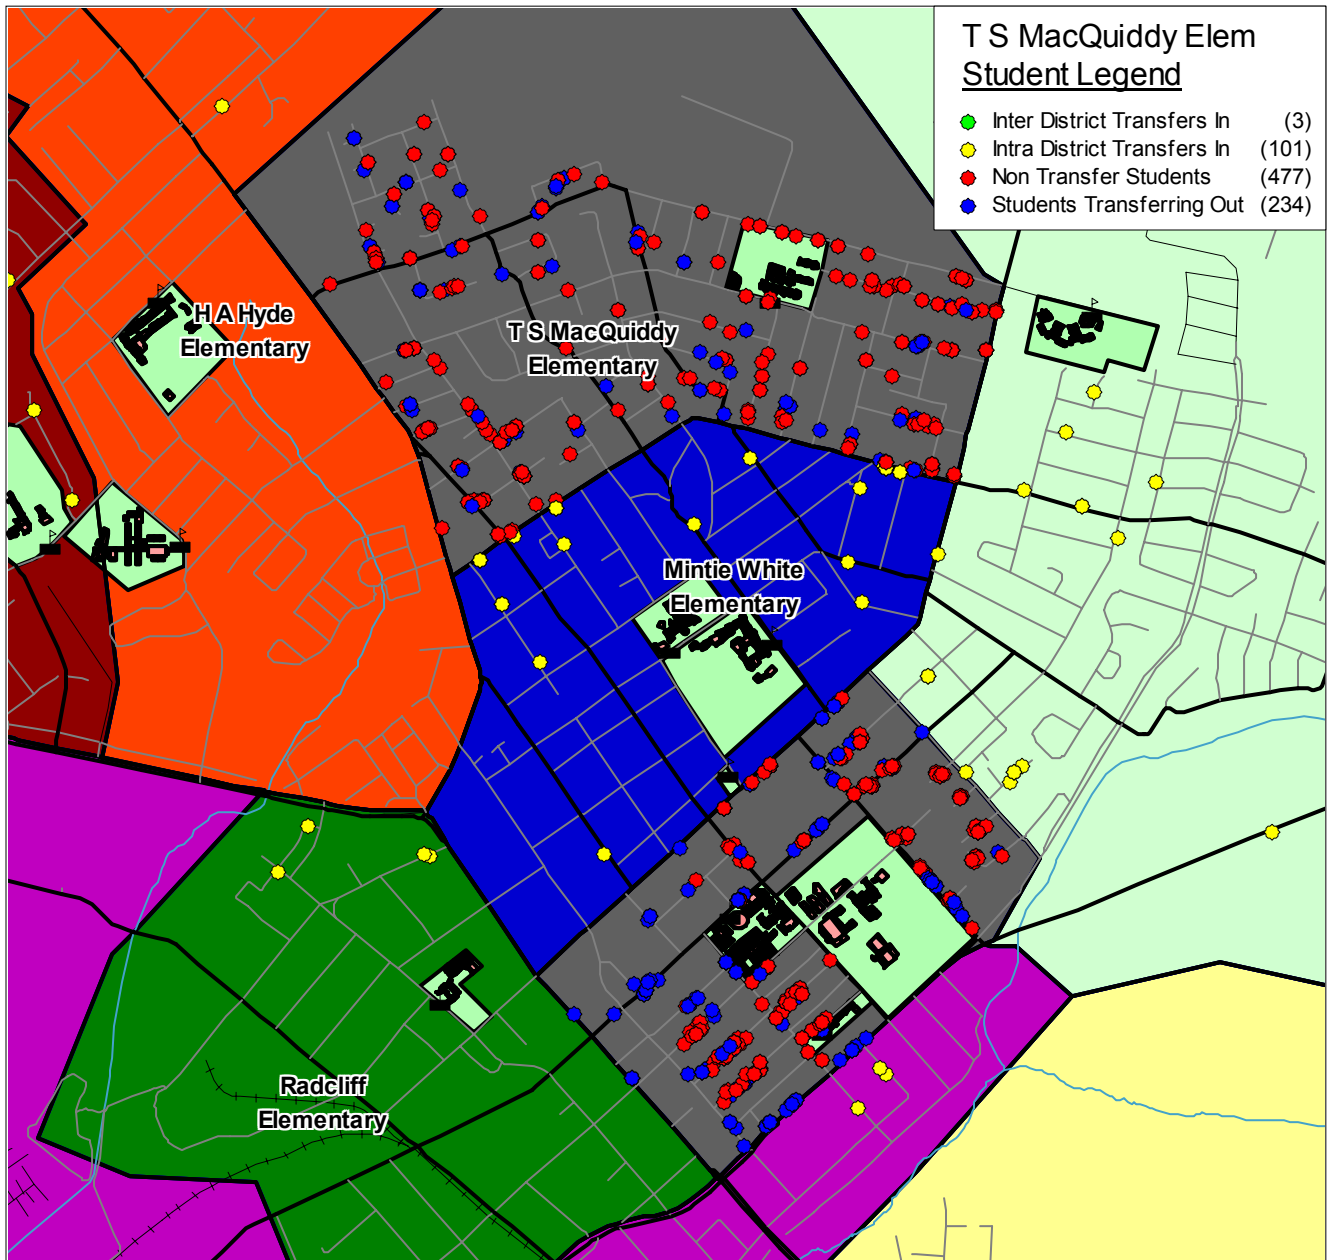 T S MacQuiddy Elem
Student Legend
Inter District Transfers In (3)
Intra District Transfers In (101)
Non Transfer Students (477)
Students Transferring Out (234)
H A Hyde
Elementary
T S MacQuiddy
Elementary
Mintie White
Elementary
Radcliff
Elementary